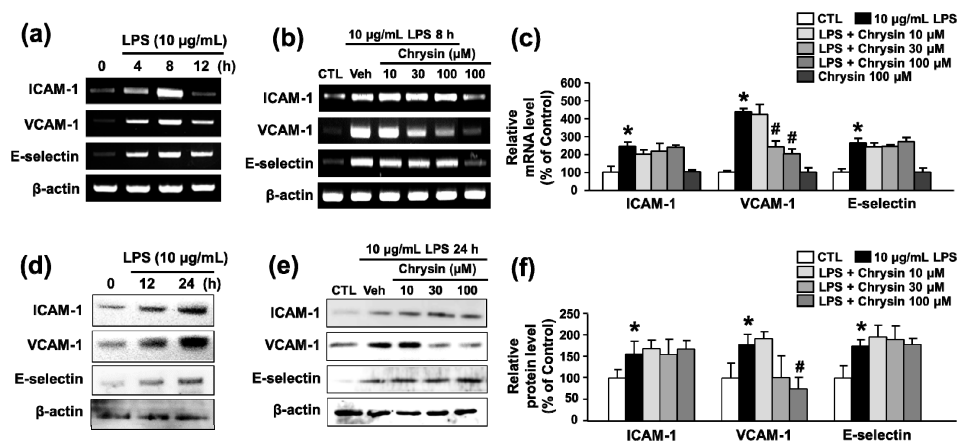 (a)
LPS (10 µg/mL)
0 4 8 12 (h)
ICAM-1
VCAM-1
E-selectin
β-actin
(b)
10 µg/mL LPS 8 h
Chrysin (µM)
CTL Veh 10 30 100 100
ICAM-1
VCAM-1
E-selectin
β-actin
(c)
CTL
10 µg/mL LPS
LPS + Chrysin 10 µM
LPS + Chrysin 30 µM
LPS + Chrysin 100 µM
Chrysin 100 µM
Relative
mRNA level
(% of Control)
600
500
400
300
200
100
0
*
*
# #
*
ICAM-1 VCAM-1 E-selectin
(d)
LPS (10 µg/mL)
0 12 24 (h)
ICAM-1
VCAM-1
E-selectin
β-actin
(e)
10 µg/mL LPS 24 h
Chrysin (µM)
CTL Veh 10 30 100
ICAM-1
VCAM-1
E-selectin
β-actin
(f)
CTL
10 µg/mL LPS
LPS + Chrysin 10 µM
LPS + Chrysin 30 µM
LPS + Chrysin 100 µM
Relative
protein level
(% of Control)
250
200
150
100
50
0
*
*
#
*
ICAM-1 VCAM-1 E-selectin